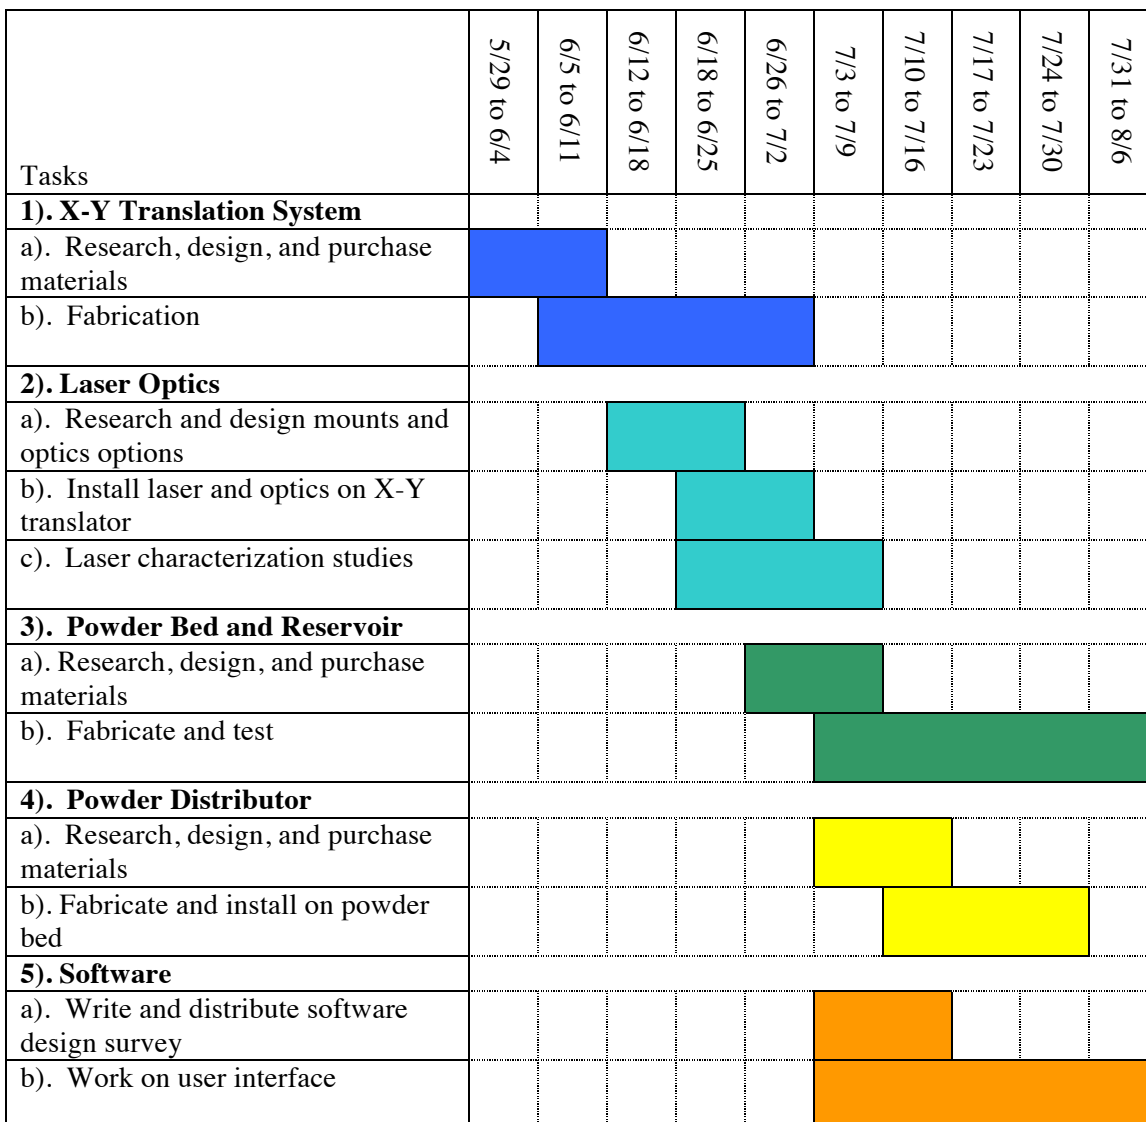 5/29 to 6/4
6/5 to 6/11
6/12 to 6/18
6/18 to 6/25
6/26 to 7/2
7/3 to 7/9
7/10 to 7/16
7/17 to 7/23
7/24 to 7/30
7/31 to 8/6
Tasks
1). X-Y Translation System
a). Research, design, and purchase
materials
b). Fabrication
2). Laser Optics
a). Research and design mounts and
optics options
b). Install laser and optics on X-Y
translator
c). Laser characterization studies
3). Powder Bed and Reservoir
a). Research, design, and purchase
materials
b). Fabricate and test
4). Powder Distributor
a). Research, design, and purchase
materials
b). Fabricate and install on powder
bed
5). Software
a). Write and distribute software
design survey
b). Work on user interface